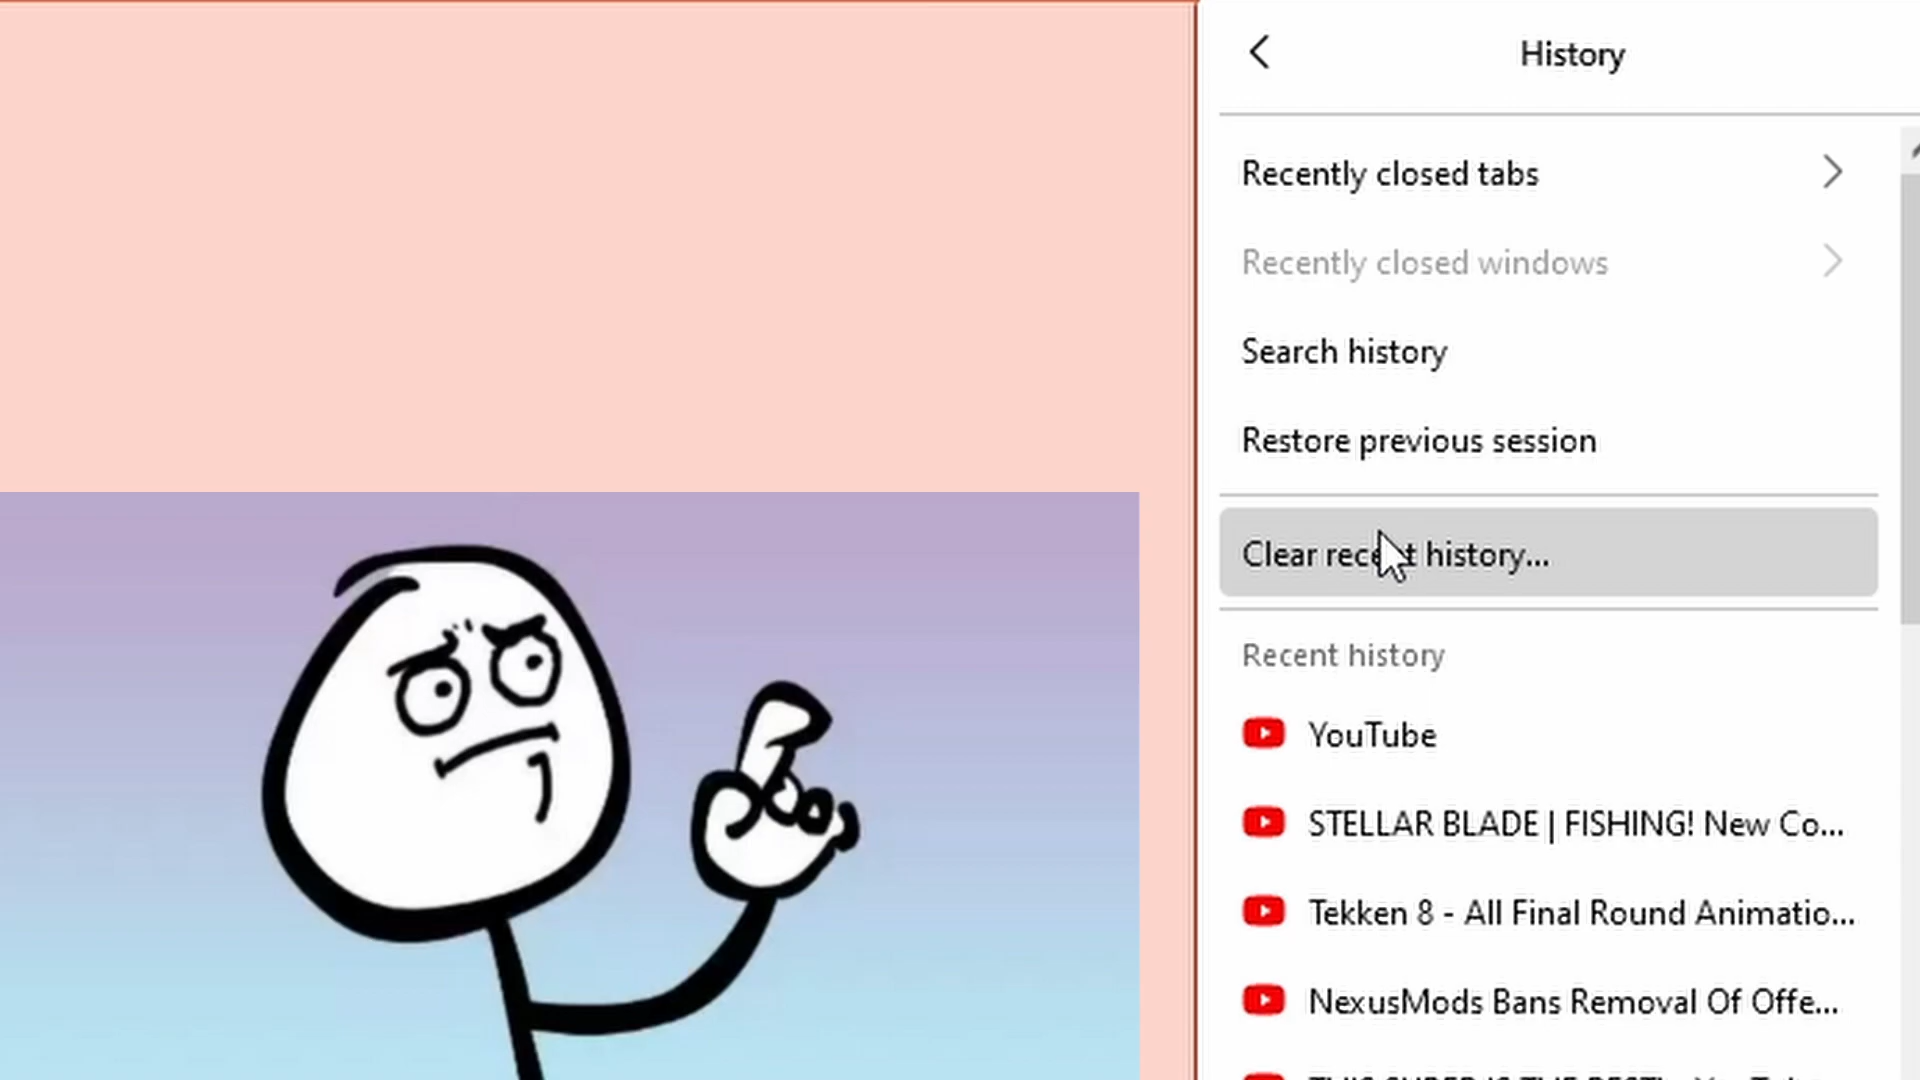 History
Recently closed tabs
Recently closed windows
Search history
Restore previous session
Clear recent history...
Recent history
YouTube
STELLAR BLADE | FISHING! New Co...
Tekken 8 - All Final Round Animatio...
NexusMods Bans Removal Of Offe...